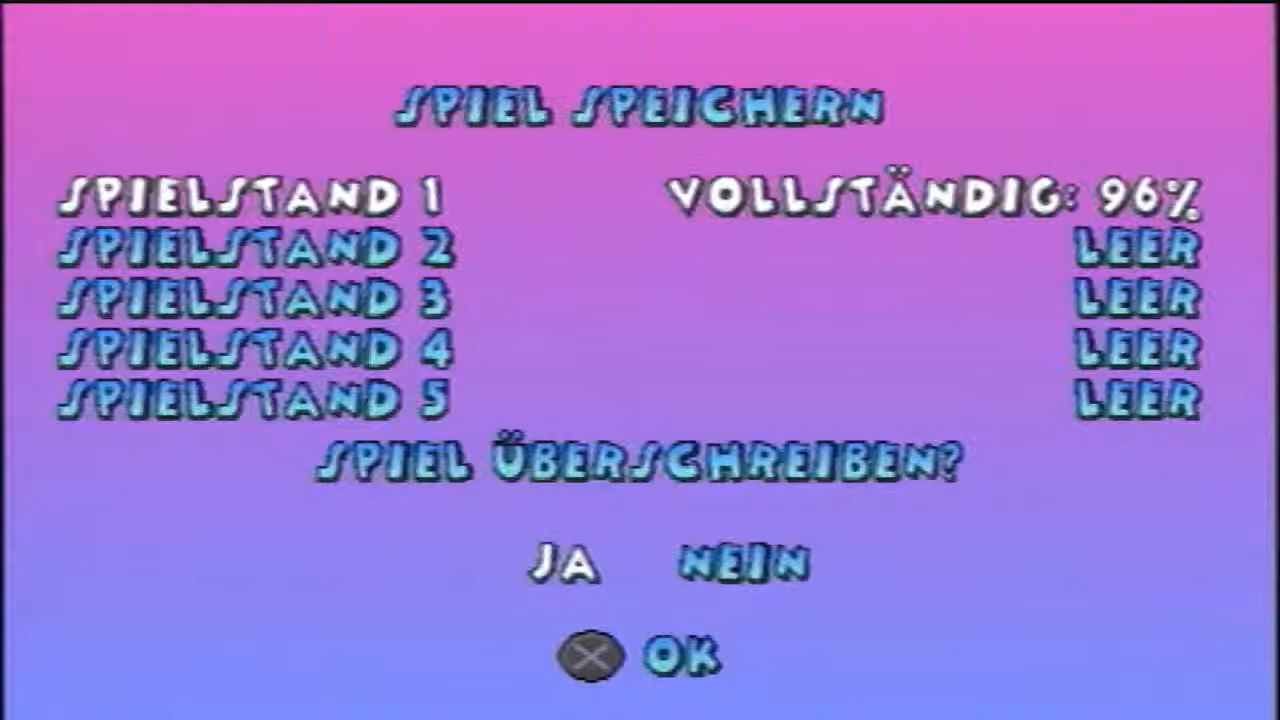 SPIEL SPEICHERN
SPIELSTAND 1 VOLLSTÄNDIG: 96%
SPIELSTAND 2 LEER
SPIELSTAND 3 LEER
SPIELSTAND 4 LEER
SPIELSTAND 5 LEER
SPIEL ÜBERSCHREIBEN?
JA NEIN
OK